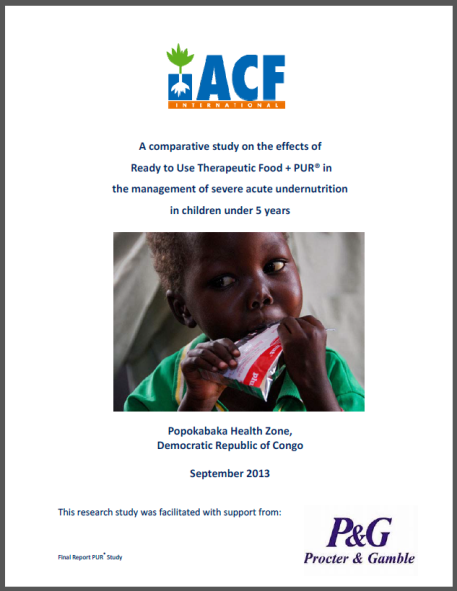 ACF
INTERNATIONAL
A comparative study on the effects of
Ready to Use Therapeutic Food + PUR® in
the management of severe acute undernutrition
in children under 5 years
Popokabaka Health Zone,
Democratic Republic of Congo
September 2013
This research study was facilitated with support from:
P&G
Procter & Gamble
Final Report PUR® Study